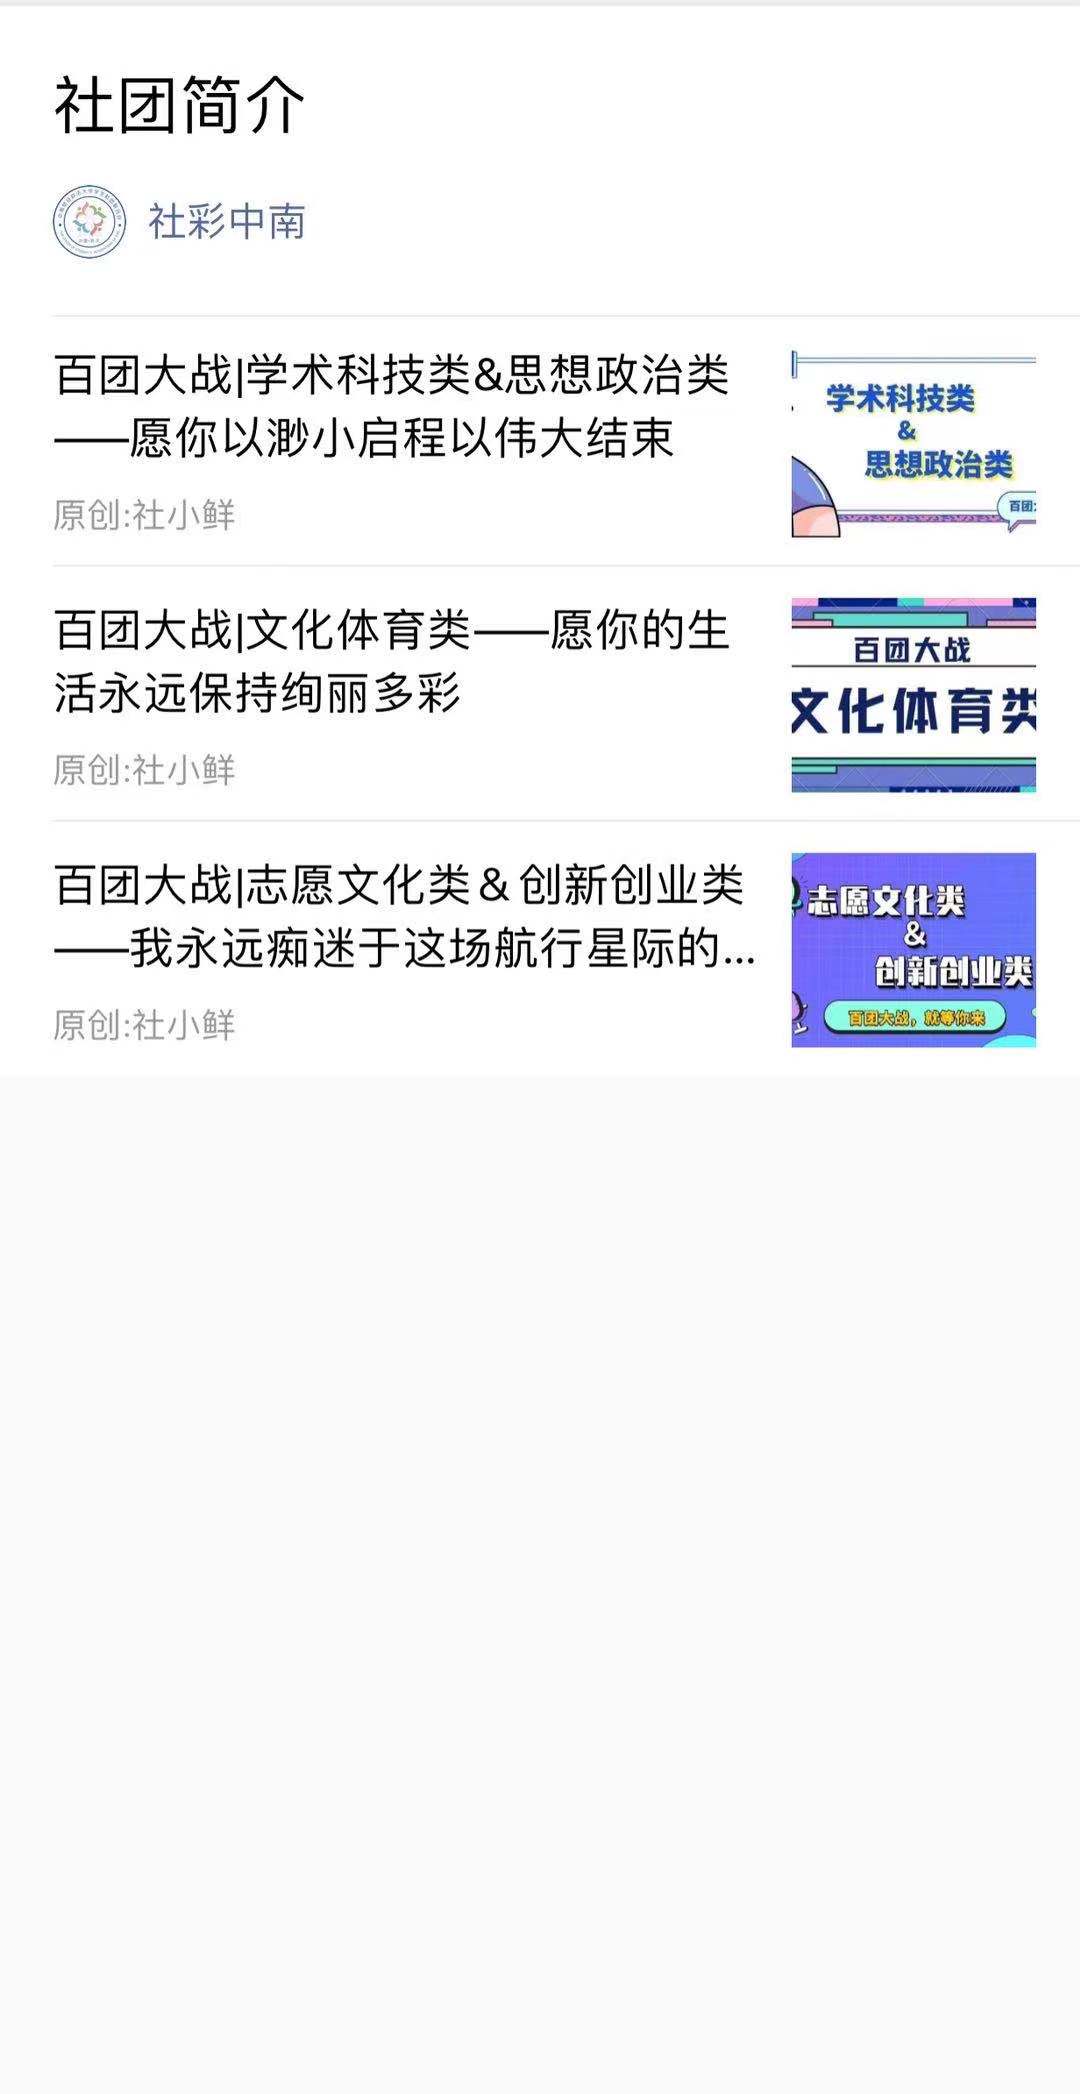 社团简介
社彩中南
百团大战|学术科技类&思想政治类
——愿你以渺小启程以伟大结束
原创:社小鲜
学术科技类
&
思想政治类
百团
百团大战|文化体育类——愿你的生
活永远保持绚丽多彩
原创:社小鲜
百团大战
文化体育类
百团大战|志愿文化类＆创新创业类
——我永远痴迷于这场航行星际的...
原创:社小鲜
志愿文化类
&
创新创业类
百团大战，就等你来